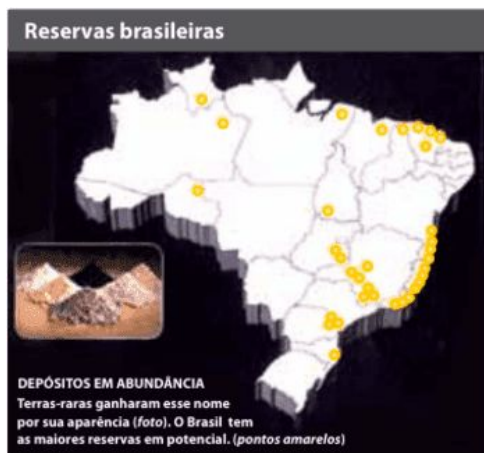 Reservas brasileiras
DEPÓSITOS EM ABUNDÂNCIA
Terras-raras ganharam esse nome
por sua aparência (foto). O Brasil tem
as maiores reservas em potencial. (pontos amarelos)